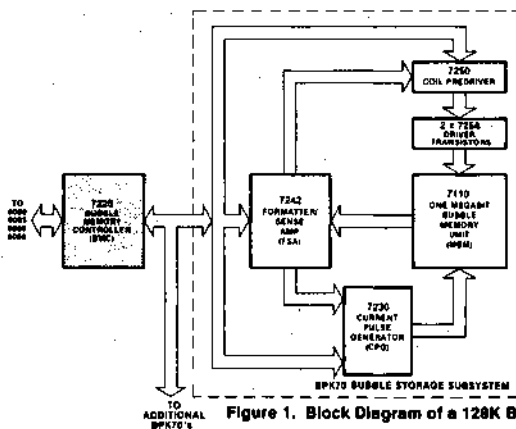 7250
COIL PREDRIVER
2 x 7254
DRIVER
TRANSISTORS
TO
8080
8085
8088
8086
7220
BUBBLE
MEMORY
CONTROLLER
(BMC)
7242
FORMATTER/
SENSE
AMP
(FSA)
7110
ONE MEGABIT
BUBBLE
MEMORY
UNIT
(MBM)
7230
CURRENT
PULSE
GENERATOR
(CPG)
BPK70 BUBBLE STORAGE SUBSYSTEM
TO
ADDITIONAL
BPK70's
Figure 1. Block Diagram of a 128K B